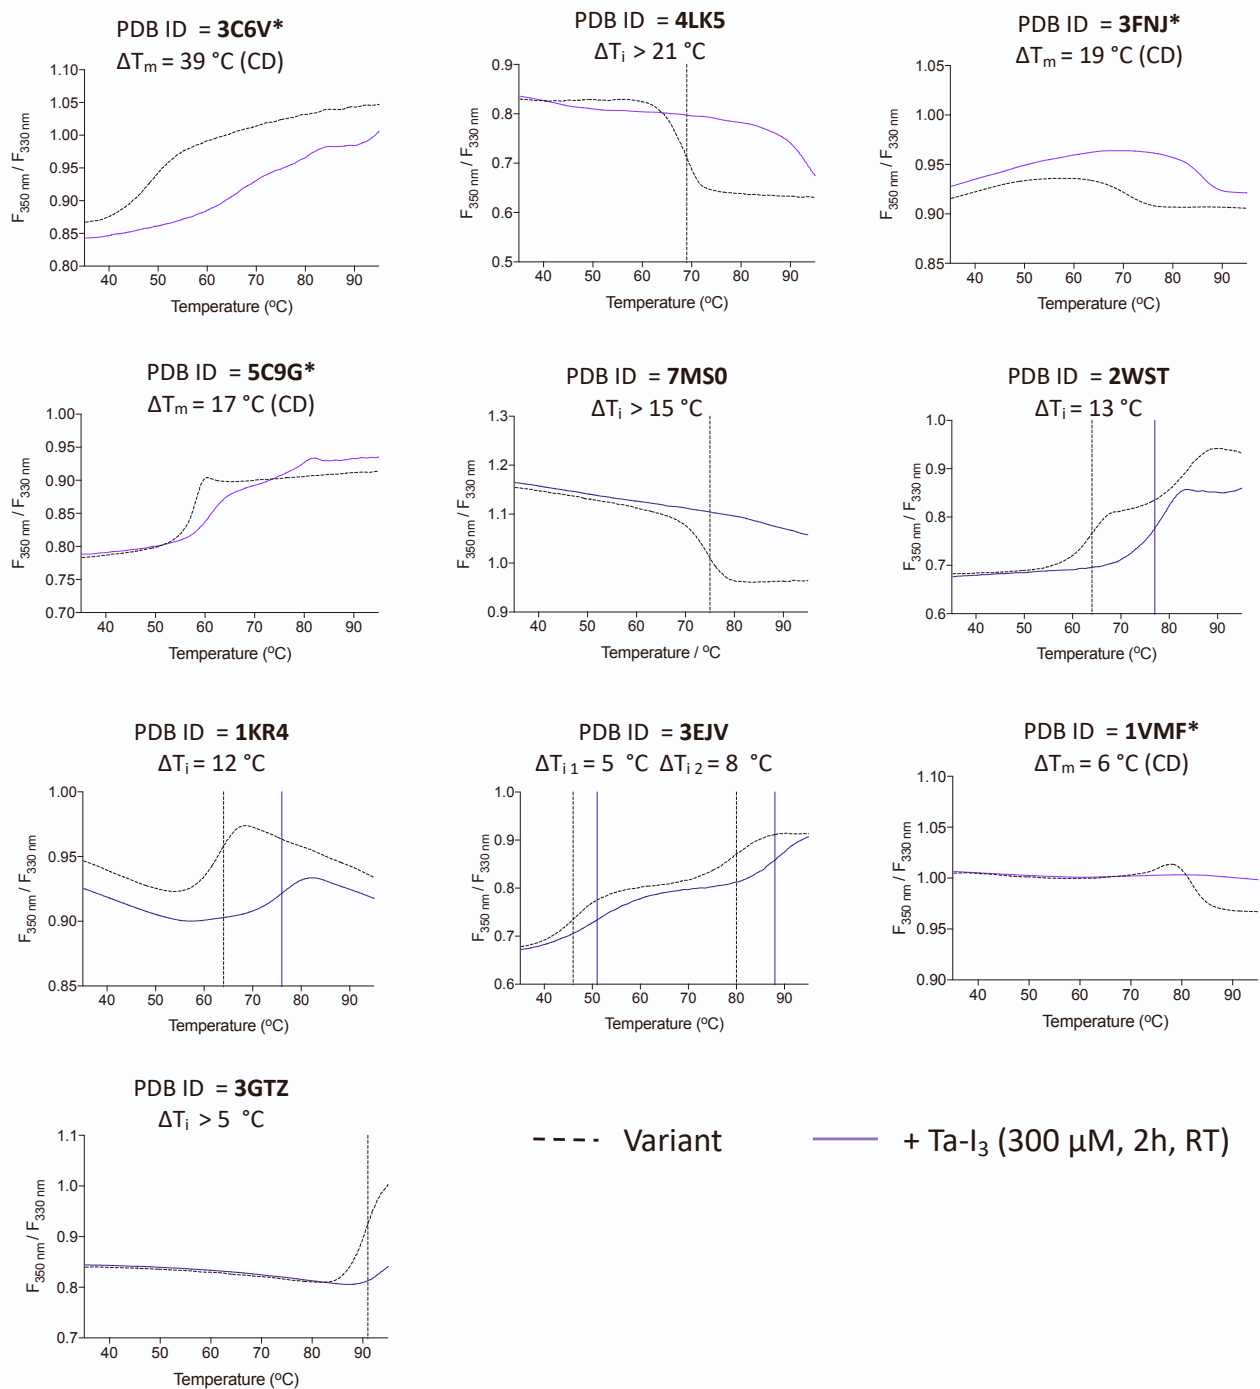 PDB ID = 3C6V*
ΔTm = 39 °C (CD)
1.10
1.05
1.00
0.95
0.90
0.85
0.80
F350 nm / F330 nm
40 50 60 70 80 90
Temperature (ºC)
PDB ID = 4LK5
ΔTi > 21 °C
0.9
0.8
0.7
0.6
0.5
F350 nm / F330 nm
40 50 60 70 80 90
Temperature (ºC)
PDB ID = 3FNJ*
ΔTm = 19 °C (CD)
1.05
1.00
0.95
0.90
0.85
F350 nm / F330 nm
40 50 60 70 80 90
Temperature (ºC)
PDB ID = 5C9G*
ΔTm = 17 °C (CD)
1.00
0.95
0.90
0.85
0.80
0.75
0.70
F350 nm / F330 nm
40 50 60 70 80 90
Temperature (ºC)
PDB ID = 7MS0
ΔTi > 15 °C
1.3
1.2
1.1
1.0
0.9
F350 nm / F330 nm
40 50 60 70 80 90
Temperature / ºC
PDB ID = 2WST
ΔTi = 13 °C
1.0
0.9
0.8
0.7
0.6
F350 nm / F330 nm
40 50 60 70 80 90
Temperature (ºC)
PDB ID = 1KR4
ΔTi = 12 °C
1.00
0.95
0.90
0.85
F350 nm / F330 nm
40 50 60 70 80 90
Temperature (ºC)
PDB ID = 3EJV
ΔTi 1 = 5 °C ΔTi 2 = 8 °C
1.0
0.9
0.8
0.7
0.6
F350 nm / F330 nm
40 50 60 70 80 90
Temperature (ºC)
PDB ID = 1VMF*
ΔTm = 6 °C (CD)
1.10
1.05
1.00
0.95
0.90
F350 nm / F330 nm
40 50 60 70 80 90
Temperature (ºC)
PDB ID = 3GTZ
ΔTi > 5 °C
1.1
1.0
0.9
0.8
0.7
F350 nm / F330 nm
40 50 60 70 80 90
Temperature (ºC)
Variant
+ Ta-I3 (300 μM, 2h, RT)